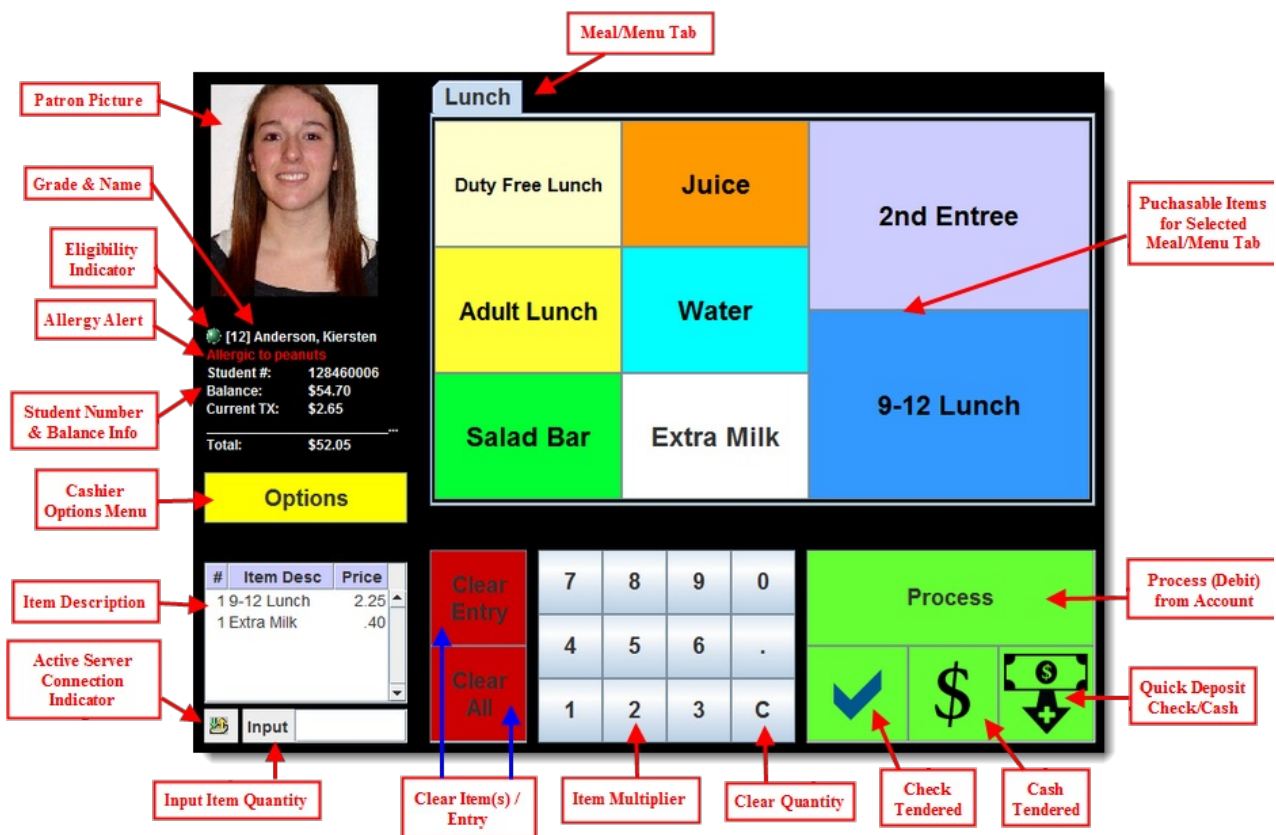 Meal/Menu Tab
Patron Picture
Lunch
Grade & Name
Duty Free Lunch
Juice
2nd Entree
Puchasable Items
for Selected
Meal/Menu Tab
Eligibility
Indicator
Allergy Alert
Adult Lunch
Water
[12] Anderson, Kiersten
Allergic to peanuts
Student #: 128460006
Balance: $54.70
Current TX: $2.65
...
Total: $52.05
Student Number
& Balance Info
9-12 Lunch
Salad Bar
Extra Milk
Cashier
Options Menu
Options
Item Description
# Item Desc Price
1 9-12 Lunch 2.25
1 Extra Milk .40
Clear
Entry
7 8 9 0
Process
Process (Debit)
from Account
4 5 6 .
Active Server
Connection
Indicator
Clear
All
1 2 3 C
$
$
Quick Deposit
Check/Cash
Input
Input Item Quantity
Clear Item(s) /
Entry
Item Multiplier
Clear Quantity
Check
Tendered
Cash
Tendered